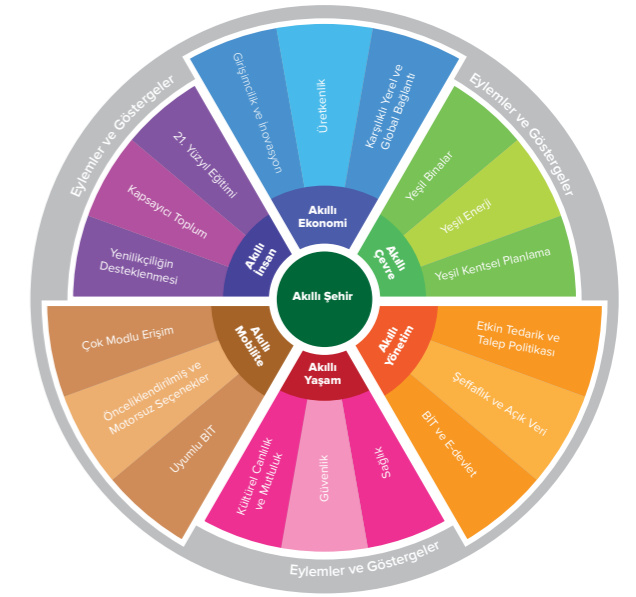 Akıllı Şehir
Akıllı
Ekonomi
Girişimcilik ve İnovasyon
Üretkenlik
Karşılıklı Yerel ve
Global Bağlantı
Eylemler ve Göstergeler
Akıllı
Çevre
Yeşil Binalar
Yeşil Enerji
Yeşil Kentsel Planlama
Akıllı
Yönetim
Etkin Tedarik ve
Talep Politikası
Şeffaflık ve Açık Veri
BİT ve E-devlet
Akıllı
Yaşam
Sağlık
Güvenlik
Kültürel Canlılık
ve Mutluluk
Eylemler ve Göstergeler
Akıllı
Mobilite
Uyumlu BİT
Önceliklendirilmiş ve
Motorsuz Seçenekler
Çok Modlu Erişim
Akıllı
İnsan
Yenilikçiliğin
Desteklenmesi
Kapsayıcı Toplum
21. Yüzyıl Eğitimi
Eylemler ve Göstergeler